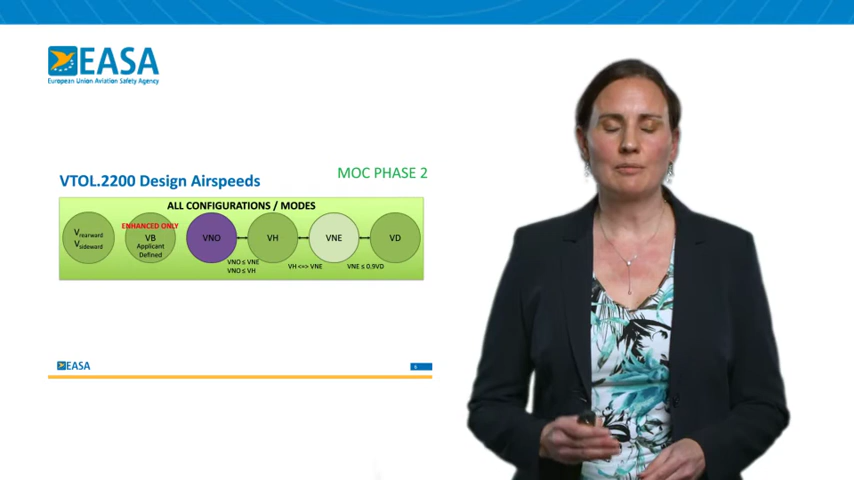 EASA
European Union Aviation Safety Agency
MOC PHASE 2
VTOL.2200 Design Airspeeds
ALL CONFIGURATIONS / MODES
Vrearward
Vsideward
ENHANCED ONLY
VB
Applicant
Defined
VNO
VH
VNE
VD
VNO ≤ VNE
VNO ≤ VH
VH <=> VNE
VNE ≤ 0.9VD
EASA
6